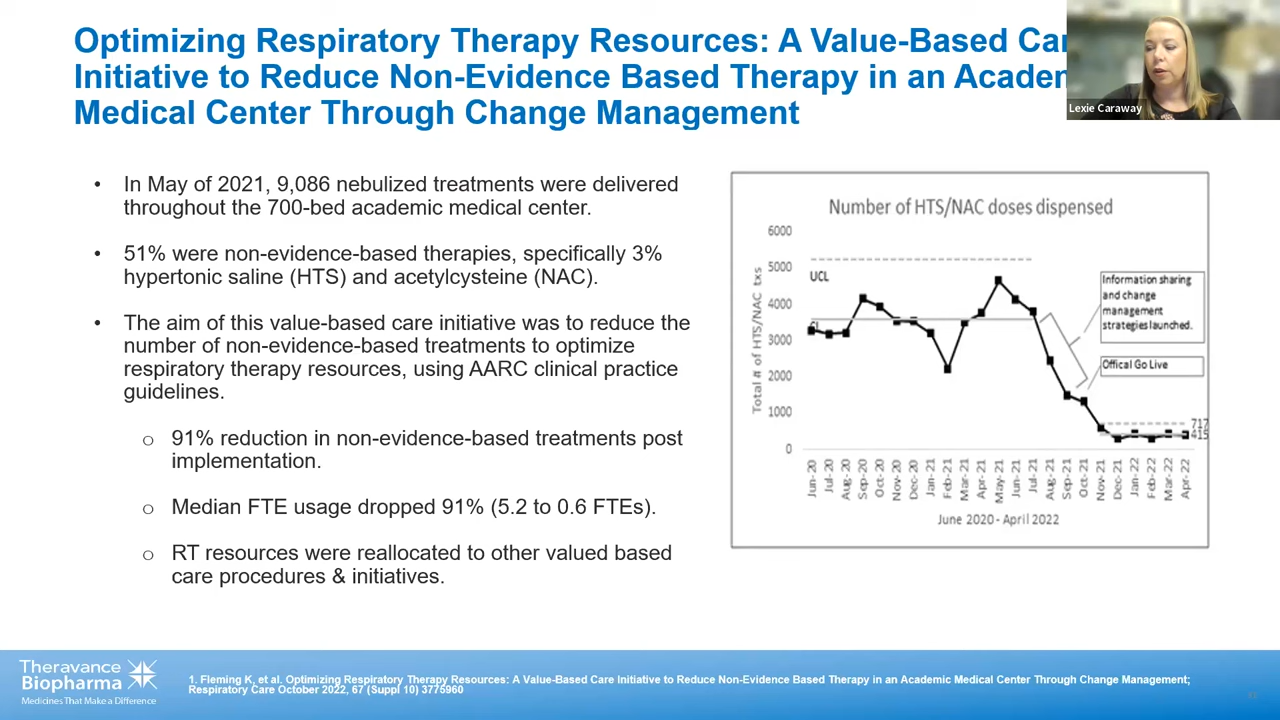 Optimizing Respiratory Therapy Resources: A Value-Based Car
Initiative to Reduce Non-Evidence Based Therapy in an Academ
Medical Center Through Change Management
Lexie Caraway
• In May of 2021, 9,086 nebulized treatments were delivered
throughout the 700-bed academic medical center.
• 51% were non-evidence-based therapies, specifically 3%
hypertonic saline (HTS) and acetylcysteine (NAC).
• The aim of this value-based care initiative was to reduce the
number of non-evidence-based treatments to optimize
respiratory therapy resources, using AARC clinical practice
guidelines.
o 91% reduction in non-evidence-based treatments post
implementation.
o Median FTE usage dropped 91% (5.2 to 0.6 FTEs).
o RT resources were reallocated to other valued based
care procedures & initiatives.
Number of HTS/NAC doses dispensed
Total # of HTS/NAC txs
6000
5000
4000
3000
2000
1000
0
UCL
CL
Information sharing
and change
management
strategies launched.
Offical Go Live
717
415
Jun-20
Jul-20
Aug-20
Sep-20
Oct-20
Nov-20
Dec-20
Jan-21
Feb-21
Mar-21
Apr-21
May-21
Jun-21
Jul-21
Aug-21
Sep-21
Oct-21
Nov-21
Dec-21
Jan-22
Feb-22
Mar-22
Apr-22
June 2020 - April 2022
Theravance
Biopharma
Medicines That Make a Difference
1. Fleming K, et al. Optimizing Respiratory Therapy Resources: A Value-Based Care Initiative to Reduce Non-Evidence Based Therapy in an Academic Medical Center Through Change Management;
Respiratory Care October 2022, 67 (Suppl 10) 3775960